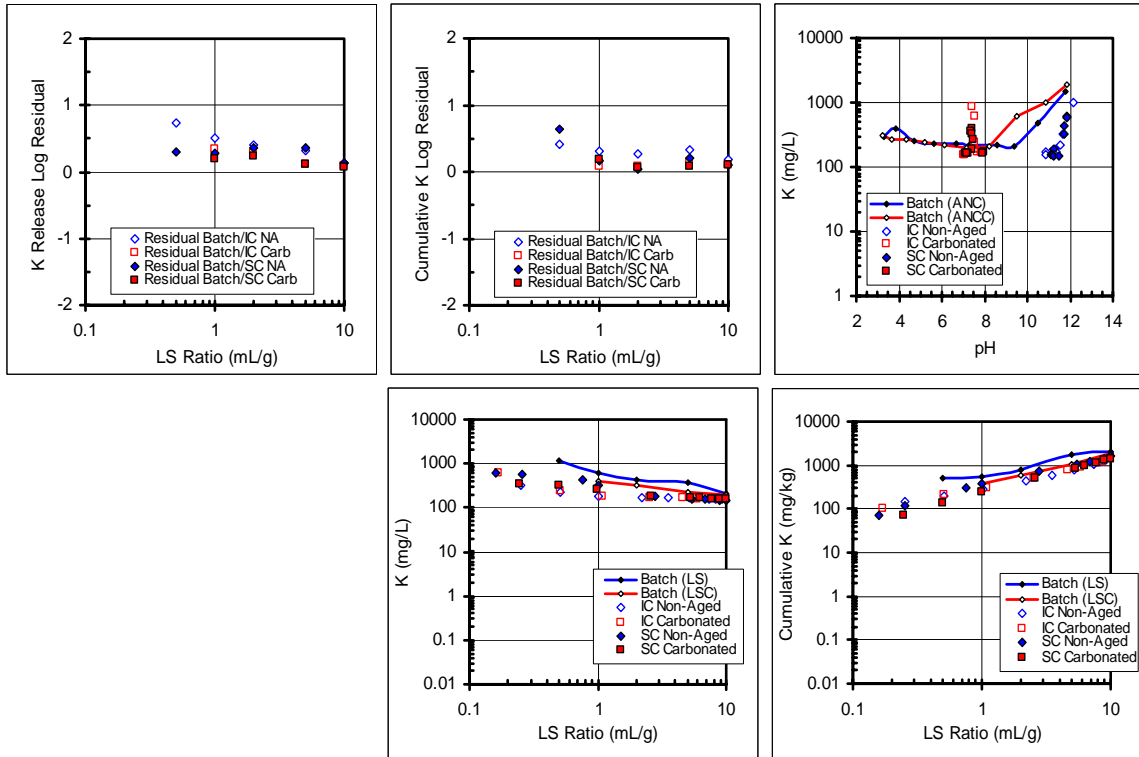 K Release Log Residual
2
1
0
-1
-2
0.1
1
10
LS Ratio (mL/g)
Residual Batch/IC NA
Residual Batch/IC Carb
Residual Batch/SC NA
Residual Batch/SC Carb
Cumulative K Log Residual
2
1
0
-1
-2
0.1
1
10
LS Ratio (mL/g)
Residual Batch/IC NA
Residual Batch/IC Carb
Residual Batch/SC NA
Residual Batch/SC Carb
K (mg/L)
10000
1000
100
10
1
2 4 6 8 10 12 14
pH
Batch (ANC)
Batch (ANCC)
IC Non-Aged
IC Carbonated
SC Non-Aged
SC Carbonated
K (mg/L)
10000
1000
100
10
1
0.1
0.01
0.1 1 10
LS Ratio (mL/g)
Batch (LS)
Batch (LSC)
IC Non-Aged
IC Carbonated
SC Non-Aged
SC Carbonated
Cumulative K (mg/kg)
10000
1000
100
10
1
0.1
0.01
0.1 1 10
LS Ratio (mL/g)
Batch (LS)
Batch (LSC)
IC Non-Aged
IC Carbonated
SC Non-Aged
SC Carbonated